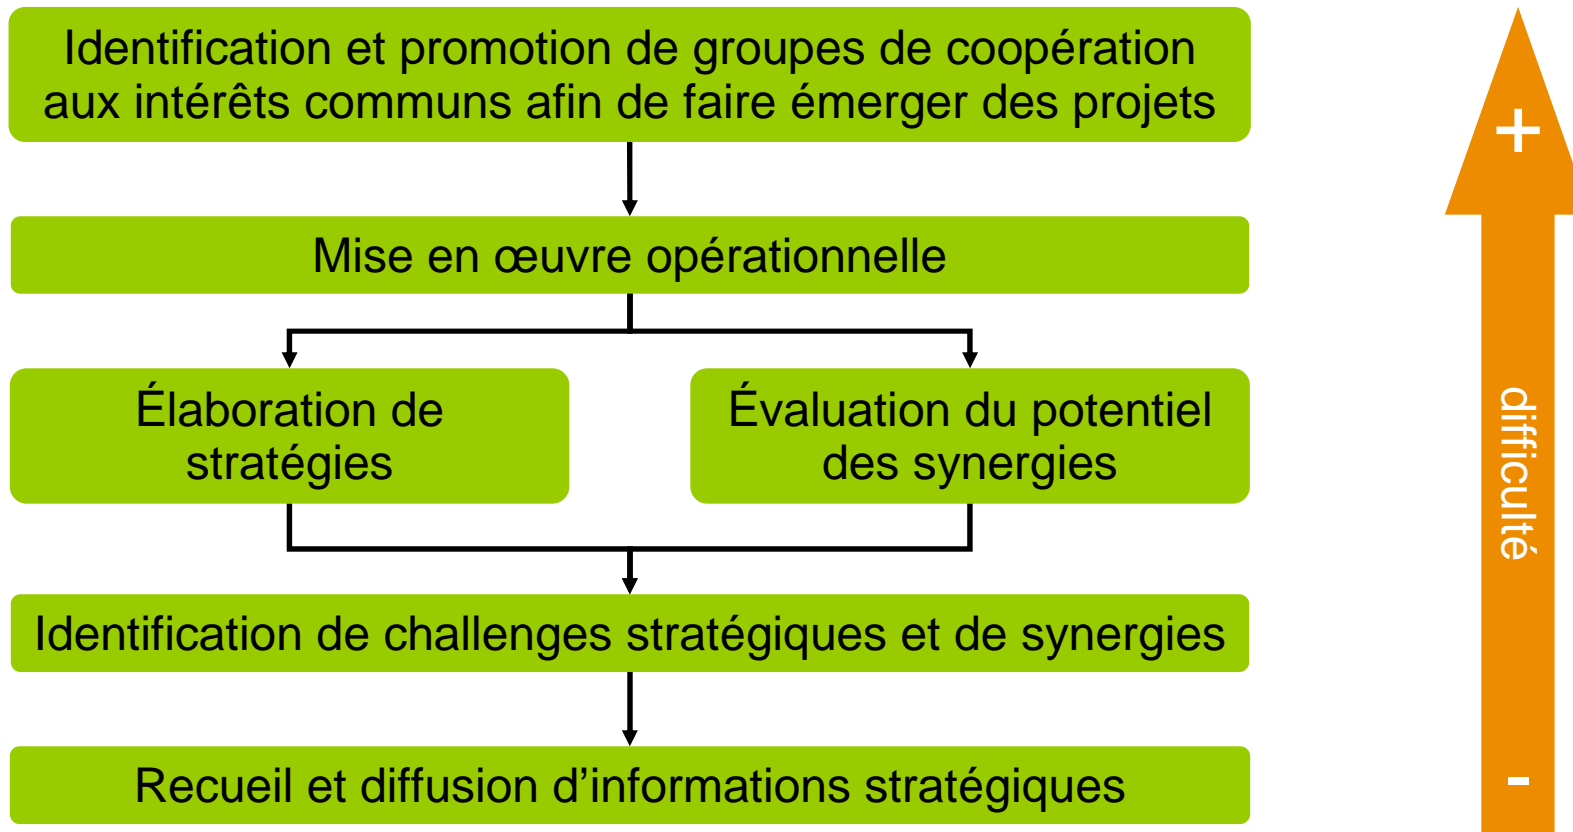 Identification et promotion de groupes de coopération
aux intérêts communs afin de faire émerger des projets
+
Mise en œuvre opérationnelle
Élaboration de
stratégies
Évaluation du potentiel
des synergies
difficulté
Identification de challenges stratégiques et de synergies
Recueil et diffusion d’informations stratégiques
-